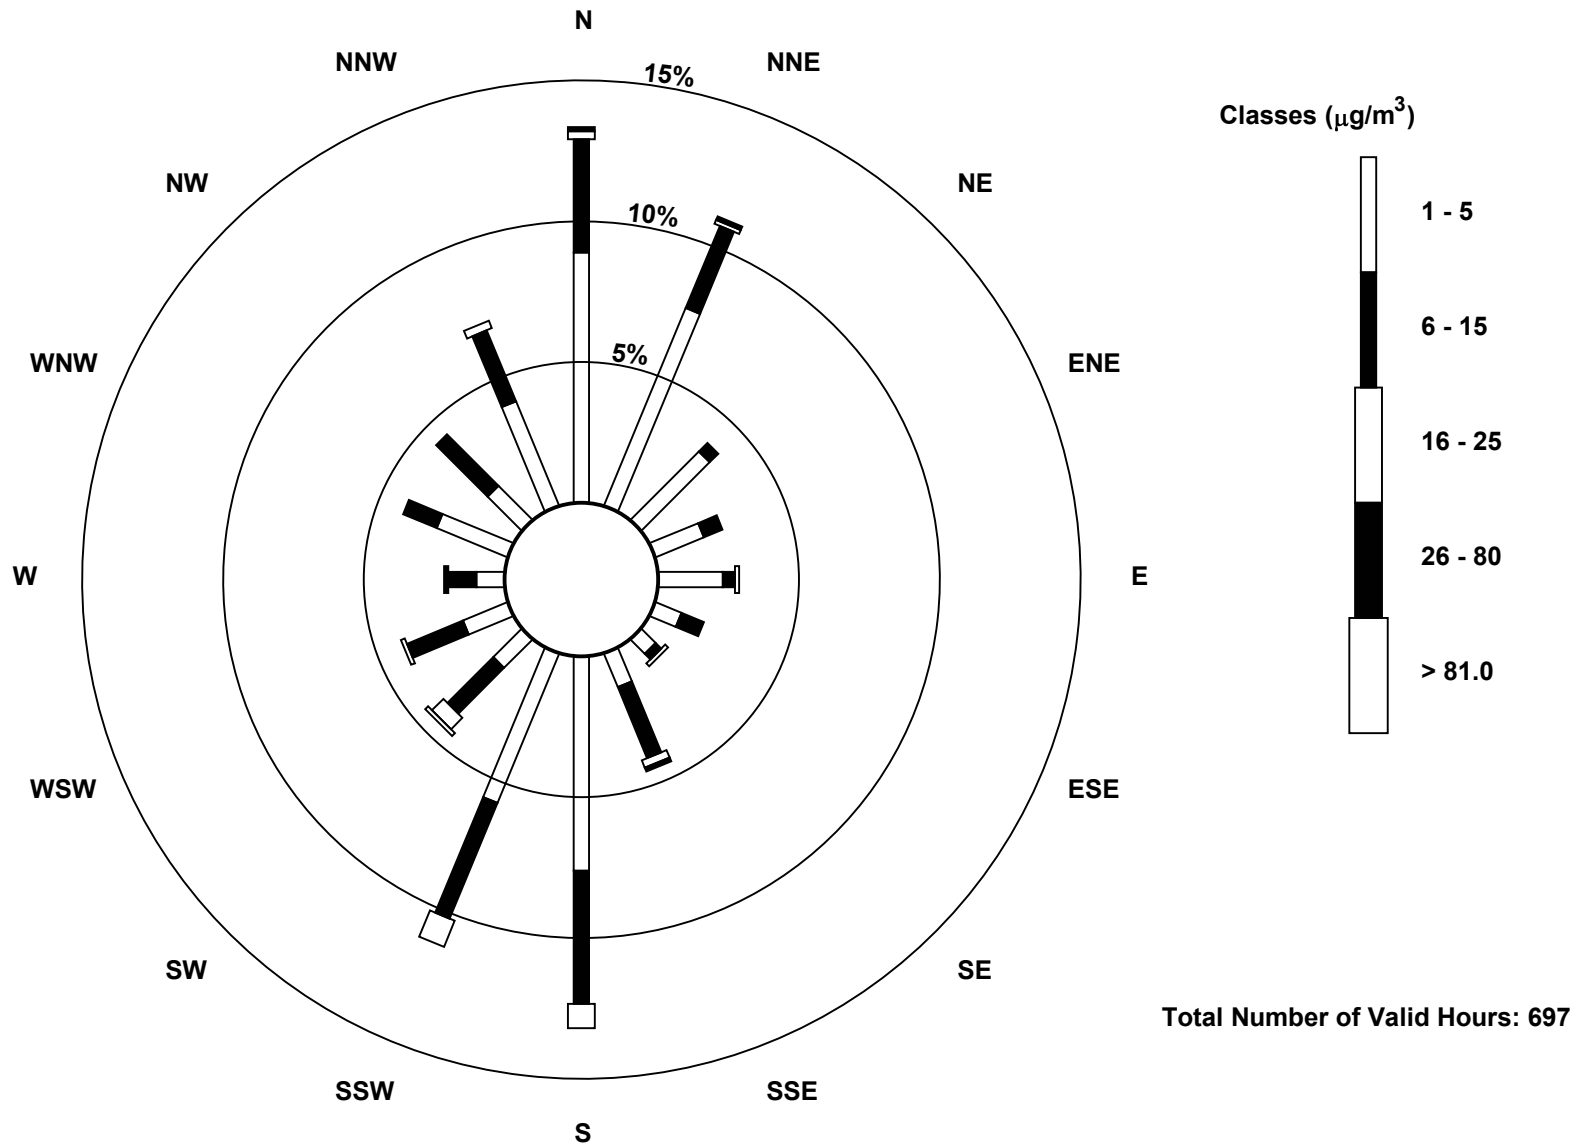 N
NNW
NNE
15%
Classes (μg/m³)
NW
NE
1 - 5
10%
6 - 15
5%
WNW
ENE
16 - 25
26 - 80
W
E
> 81.0
WSW
ESE
SW
SE
Total Number of Valid Hours: 697
SSW
SSE
S